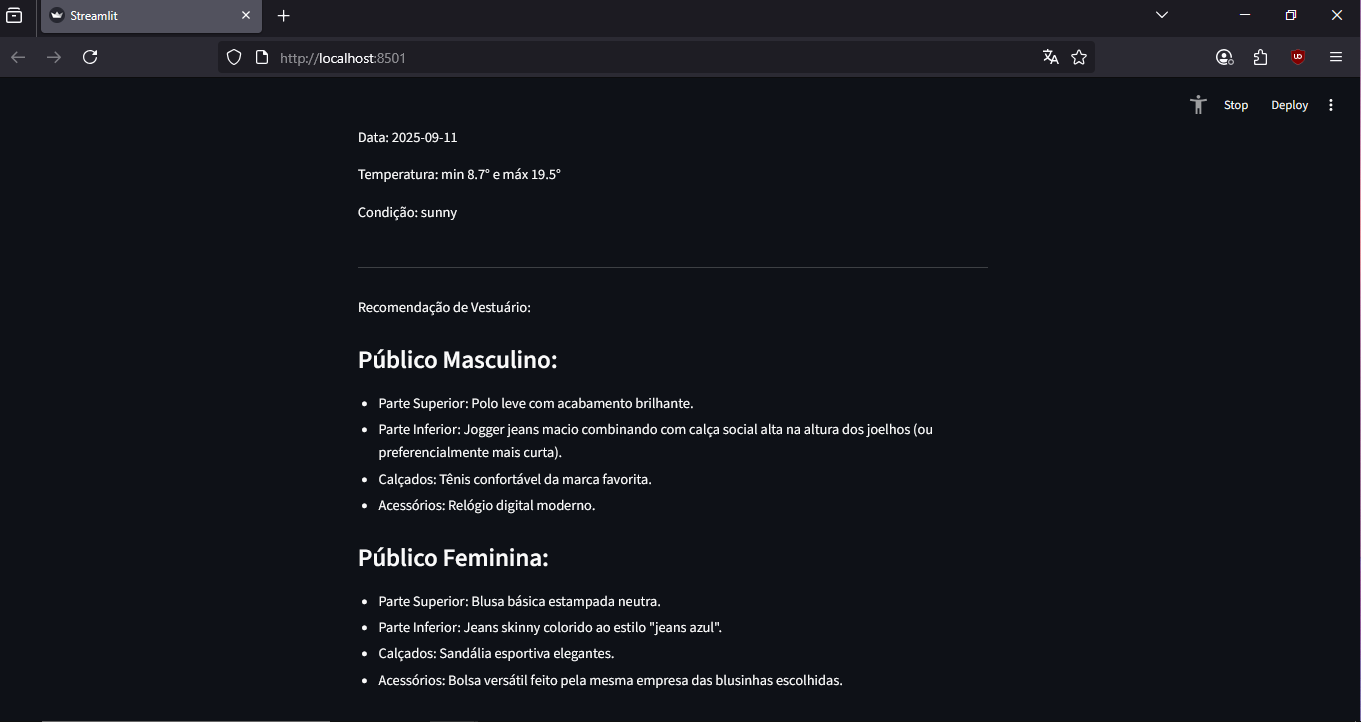 Streamlit
http://localhost:8501
Stop Deploy
Data: 2025-09-11
Temperatura: min 8.7° e máx 19.5°
Condição: sunny
Recomendação de Vestuário:
Público Masculino:
• Parte Superior: Polo leve com acabamento brilhante.
• Parte Inferior: Jogger jeans macio combinando com calça social alta na altura dos joelhos (ou
preferencialmente mais curta).
• Calçados: Tênis confortável da marca favorita.
• Acessórios: Relógio digital moderno.
Público Feminina:
• Parte Superior: Blusa básica estampada neutra.
• Parte Inferior: Jeans skinny colorido ao estilo "jeans azul".
• Calçados: Sandália esportiva elegantes.
• Acessórios: Bolsa versátil feito pela mesma empresa das blusinhas escolhidas.